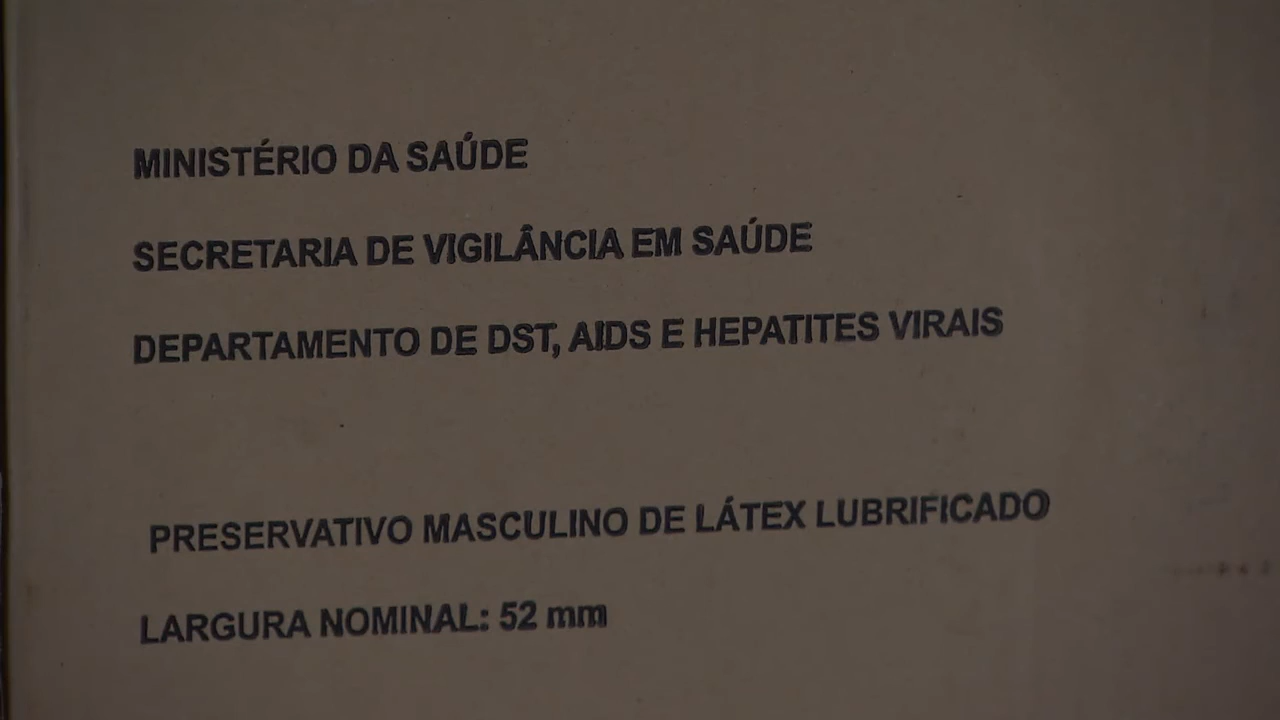 MINISTÉRIO DA SAÚDE
SECRETARIA DE VIGILÂNCIA EM SAÚDE
DEPARTAMENTO DE DST, AIDS E HEPATITES VIRAIS
PRESERVATIVO MASCULINO DE LÁTEX LUBRIFICADO
LARGURA NOMINAL: 52 mm